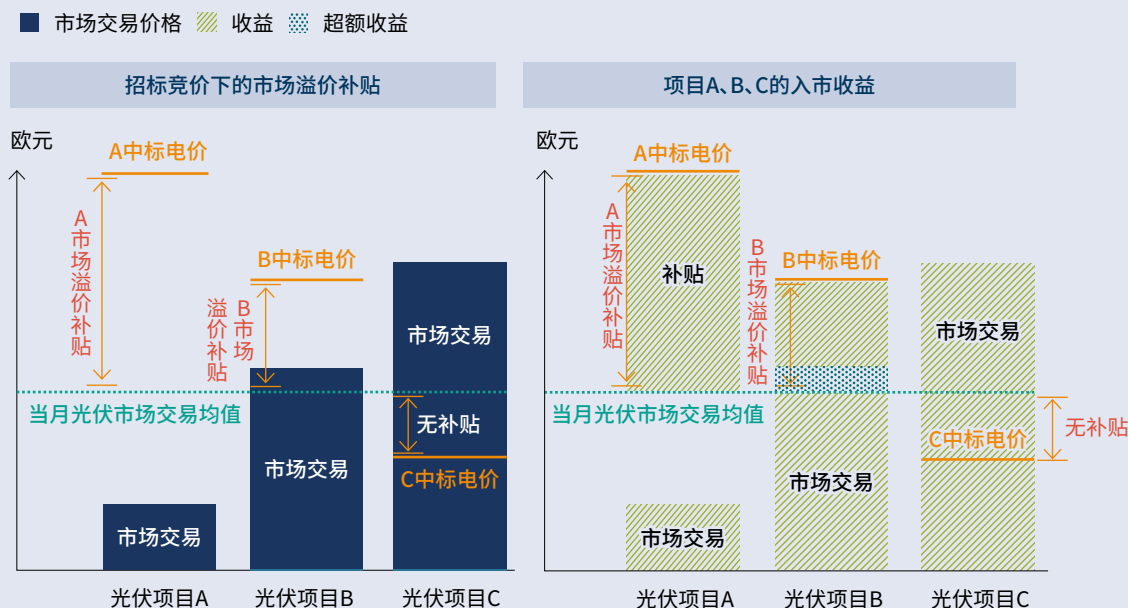 市场交易价格 收益 超额收益
招标竞价下的市场溢价补贴
欧元
A中标电价
A市场溢价补贴
B中标电价
B市场溢价补贴
市场交易
当月光伏市场交易均值
无补贴
C中标电价
市场交易
市场交易
光伏项目A 光伏项目B 光伏项目C
项目A、B、C的入市收益
欧元
A中标电价
A市场溢价补贴
补贴
B中标电价
B市场溢价补贴
市场交易
当月光伏市场交易均值
C中标电价
无补贴
市场交易
市场交易
光伏项目A 光伏项目B 光伏项目C